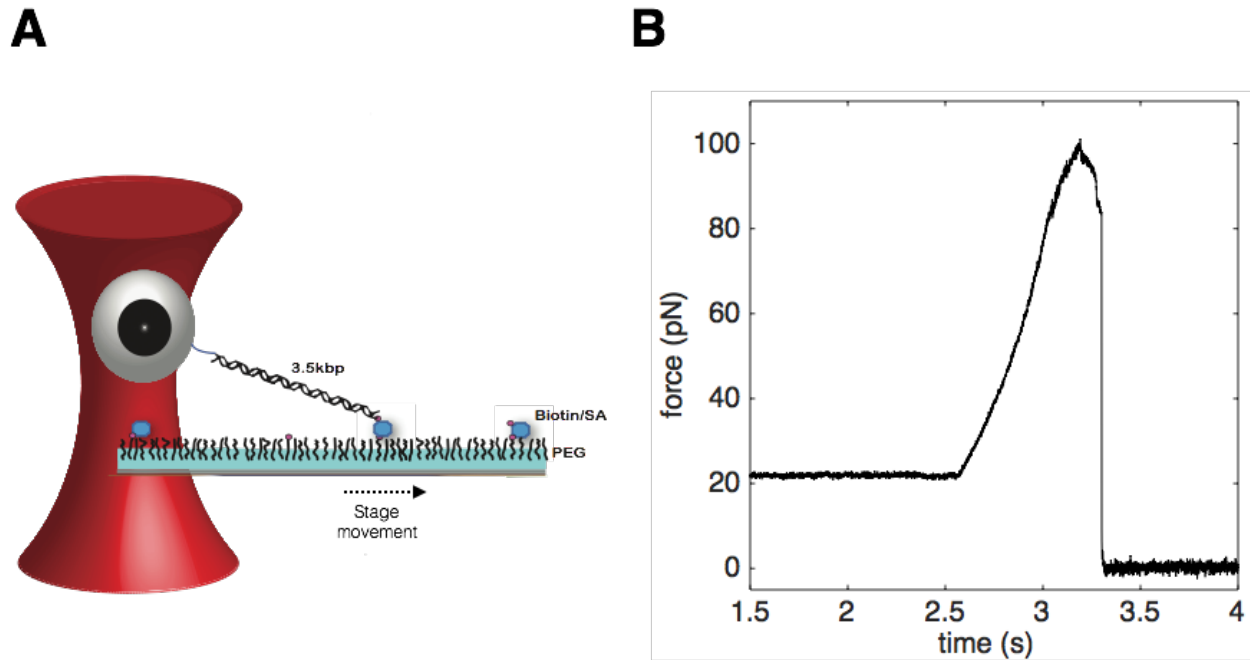 A
B
3.5kbp
Biotin/SA
PEG
Stage
movement
force (pN)
100
80
60
40
20
0
1.5
2
2.5
3
3.5
4
time (s)